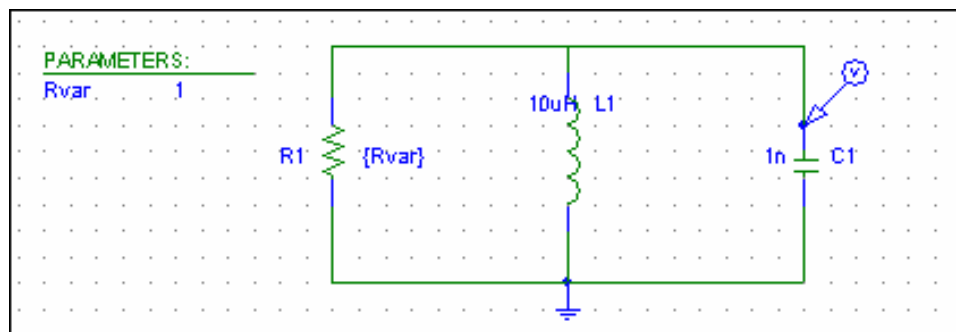 PARAMETERS:
Rvar 1
10uH L1
R1 {Rvar}
1n C1
V